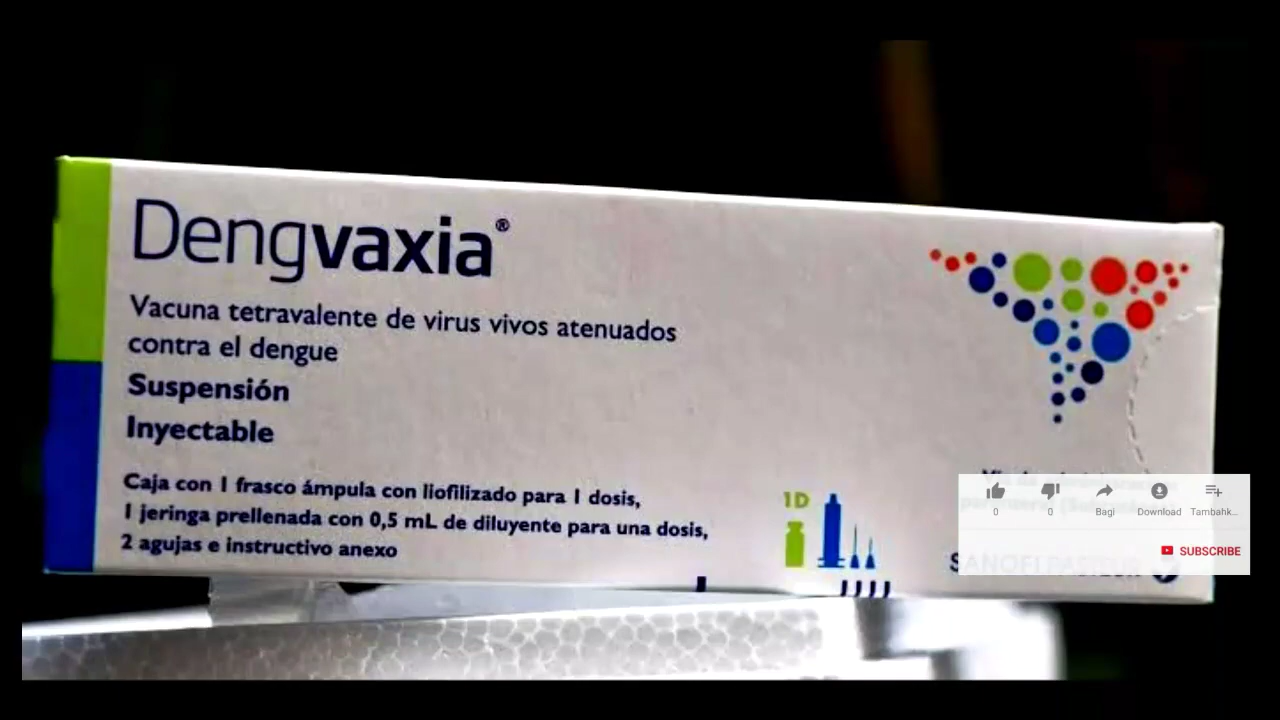 Dengvaxia®
Vacuna tetravalente de virus vivos atenuados
contra el dengue
Suspensión
Inyectable
Caja con 1 frasco ámpula con liofilizado para 1 dosis,
1 jeringa prellenada con 0,5 mL de diluyente para una dosis,
2 agujas e instructivo anexo
1D
SANOFI PASTEUR
0 0 Bagi Download Tambahk...
SUBSCRIBE